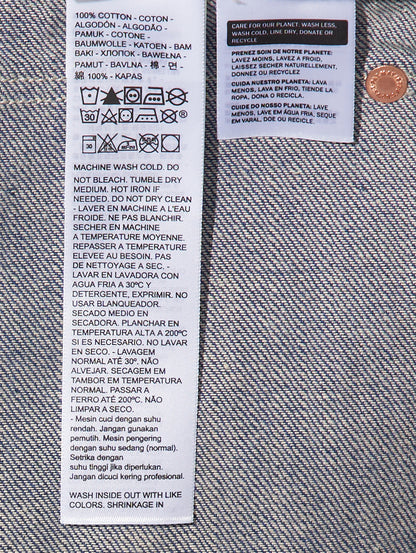 100% COTTON - COTON -
ALGODÓN - ALGODÃO -
PAMUK - COTONE -
BAUMWOLLE - KATOEN - BAM
BAKI - ХЛОПОК - BAWEŁNA -
PAMUT - BAVLNA - 棉 - 면 -
綿 100% - KAPAS
30
30
MACHINE WASH COLD. DO
NOT BLEACH. TUMBLE DRY
MEDIUM. HOT IRON IF
NEEDED. DO NOT DRY CLEAN
- LAVER EN MACHINE A L'EAU
FROIDE. NE PAS BLANCHIR.
SECHER EN MACHINE
A TEMPERATURE MOYENNE.
REPASSER A TEMPERATURE
ELEVEE AU BESOIN. PAS
DE NETTOYAGE A SEC. -
LAVAR EN LAVADORA CON
AGUA FRIA A 30ºC Y
DETERGENTE, EXPRIMIR. NO
USAR BLANQUEADOR.
SECADO MEDIO EN
SECADORA. PLANCHAR EN
TEMPERATURA ALTA A 200ºC
SI ES NECESARIO. NO LAVAR
EN SECO. - LAVAGEM
NORMAL ATÉ 30º. NÃO
ALVEJAR. SECAGEM EM
TAMBOR EM TEMPERATURA
NORMAL. PASSAR A
FERRO ATÉ 200ºC. NÃO
LIMPAR A SECO.
- Mesin cuci dengan suhu
rendah. Jangan gunakan
pemutih. Mesin pengering
dengan suhu sedang (normal).
Setrika dengan
suhu tinggi jika diperlukan.
Jangan dicuci kering profesional.
WASH INSIDE OUT WITH LIKE
COLORS. SHRINKAGE IN
CARE FOR OUR PLANET: WASH LESS,
WASH COLD, LINE DRY, DONATE OR
RECYCLE
PRENEZ SOIN DE NOTRE PLANETE:
LAVEZ MOINS, LAVEZ A FROID,
LAISSEZ SECHER NATURELLEMENT,
DONNEZ OU RECYCLEZ
CUIDA NUESTRO PLANETA: LAVA
MENOS, LAVA EN FRIO, TIENDE LA
ROPA, DONA O RECICLA.
CUIDE DO NOSSO PLANETA: LAVE
MENOS, LAVE EM ÁGUA FRIA, SEQUE
EM VARAL, DOE OU RECICLE.